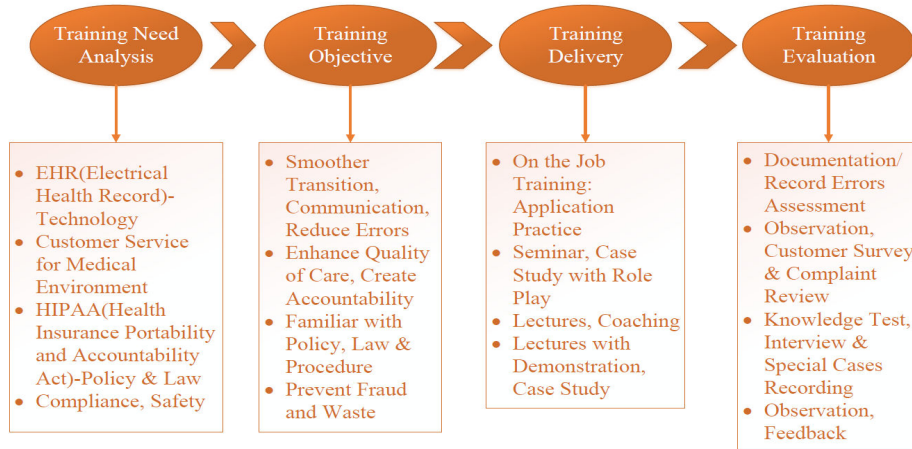 Training Need
Analysis
Training
Objective
Training
Delivery
Training
Evaluation
• EHR(Electrical
Health Record)-
Technology
• Customer Service
for Medical
Environment
• HIPAA(Health
Insurance Portability
and Accountability
Act)-Policy & Law
• Compliance, Safety
• Smoother
Transition,
Communication,
Reduce Errors
• Enhance Quality
of Care, Create
Accountability
• Familiar with
Policy, Law &
Procedure
• Prevent Fraud
and Waste
• On the Job
Training:
Application
Practice
• Seminar, Case
Study with Role
Play
• Lectures, Coaching
• Lectures with
Demonstration,
Case Study
• Documentation/
Record Errors
Assessment
• Observation,
Customer Survey
& Complaint
Review
• Knowledge Test,
Interview &
Special Cases
Recording
• Observation,
Feedback